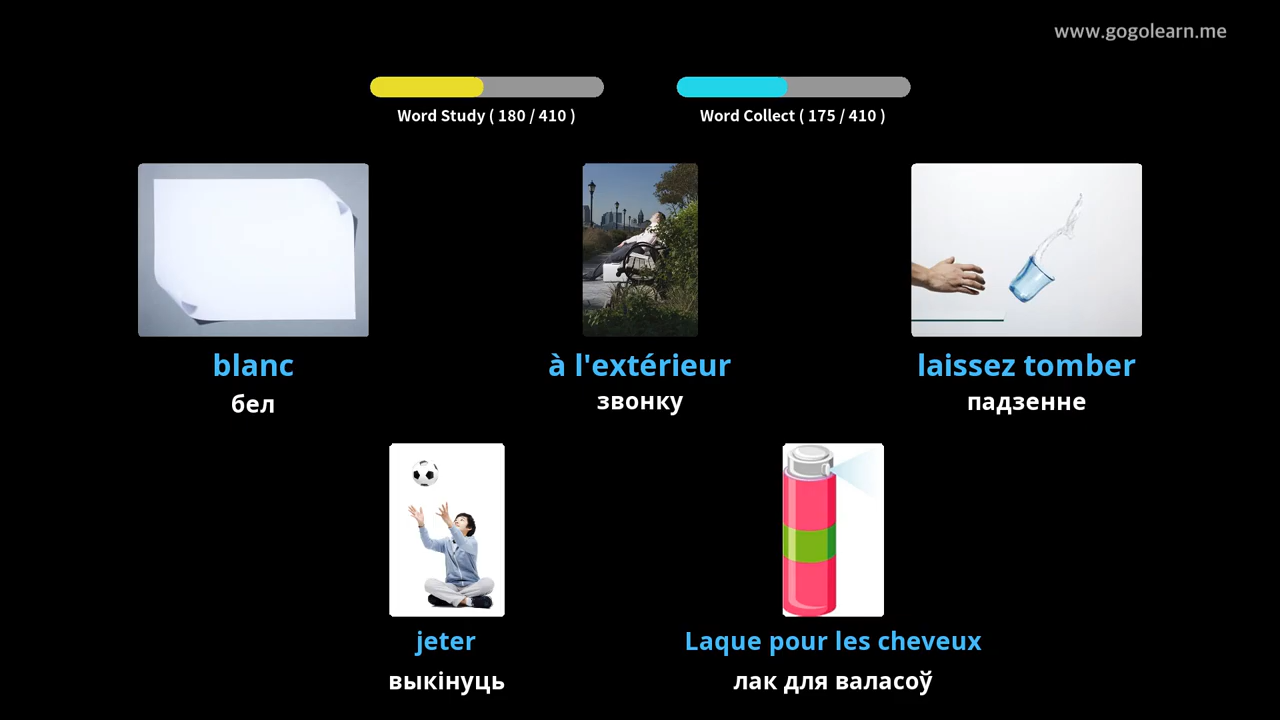 www.gogolearn.me
Word Study ( 180 / 410 )
Word Collect ( 175 / 410 )
blanc
бел
à l'extérieur
звонку
laissez tomber
падзенне
jeter
выкінуць
Laque pour les cheveux
лак для валасоў